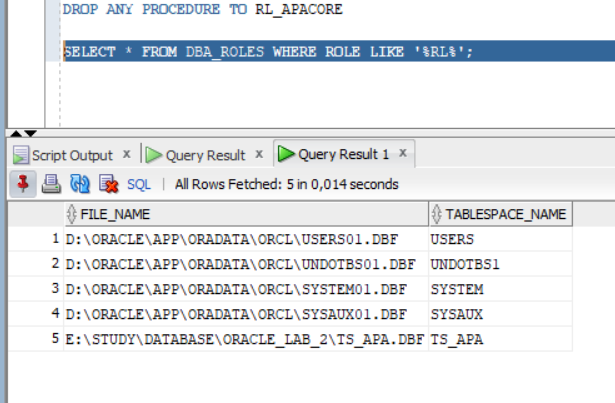 DROP ANY PROCEDURE TO RL_APACORE
SELECT * FROM DBA_ROLES WHERE ROLE LIKE '%RL%';
Script Output x Query Result x Query Result 1 x
SQL | All Rows Fetched: 5 in 0,014 seconds
FILE_NAME TABLESPACE_NAME
1 D:\ORACLE\APP\ORADATA\ORCL\USERS01.DBF USERS
2 D:\ORACLE\APP\ORADATA\ORCL\UNDOTBS01.DBF UNDOTBS1
3 D:\ORACLE\APP\ORADATA\ORCL\SYSTEM01.DBF SYSTEM
4 D:\ORACLE\APP\ORADATA\ORCL\SYSAUX01.DBF SYSAUX
5 E:\STUDY\DATABASE\ORACLE_LAB_2\TS_APA.DBF TS_APA